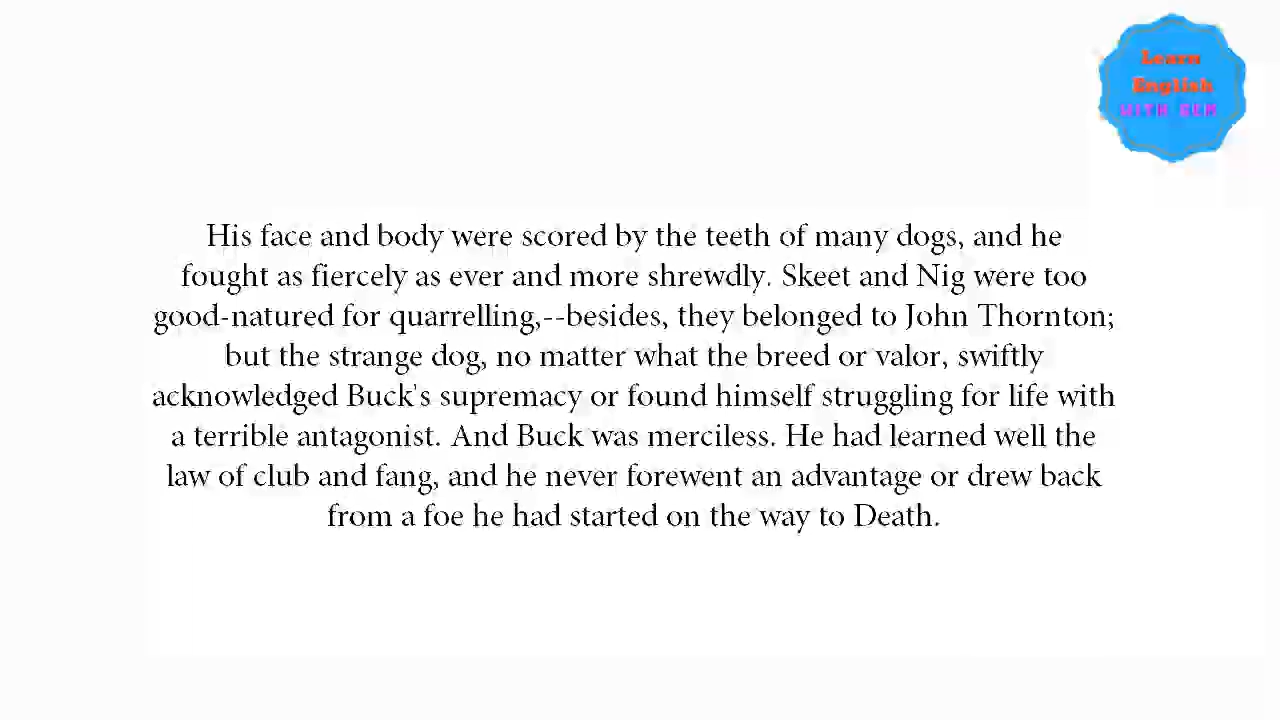 Learn
English
WITH GEM
His face and body were scored by the teeth of many dogs, and he
fought as fiercely as ever and more shrewdly. Skeet and Nig were too
good-natured for quarrelling,--besides, they belonged to John Thornton;
but the strange dog, no matter what the breed or valor, swiftly
acknowledged Buck's supremacy or found himself struggling for life with
a terrible antagonist. And Buck was merciless. He had learned well the
law of club and fang, and he never forewent an advantage or drew back
from a foe he had started on the way to Death.